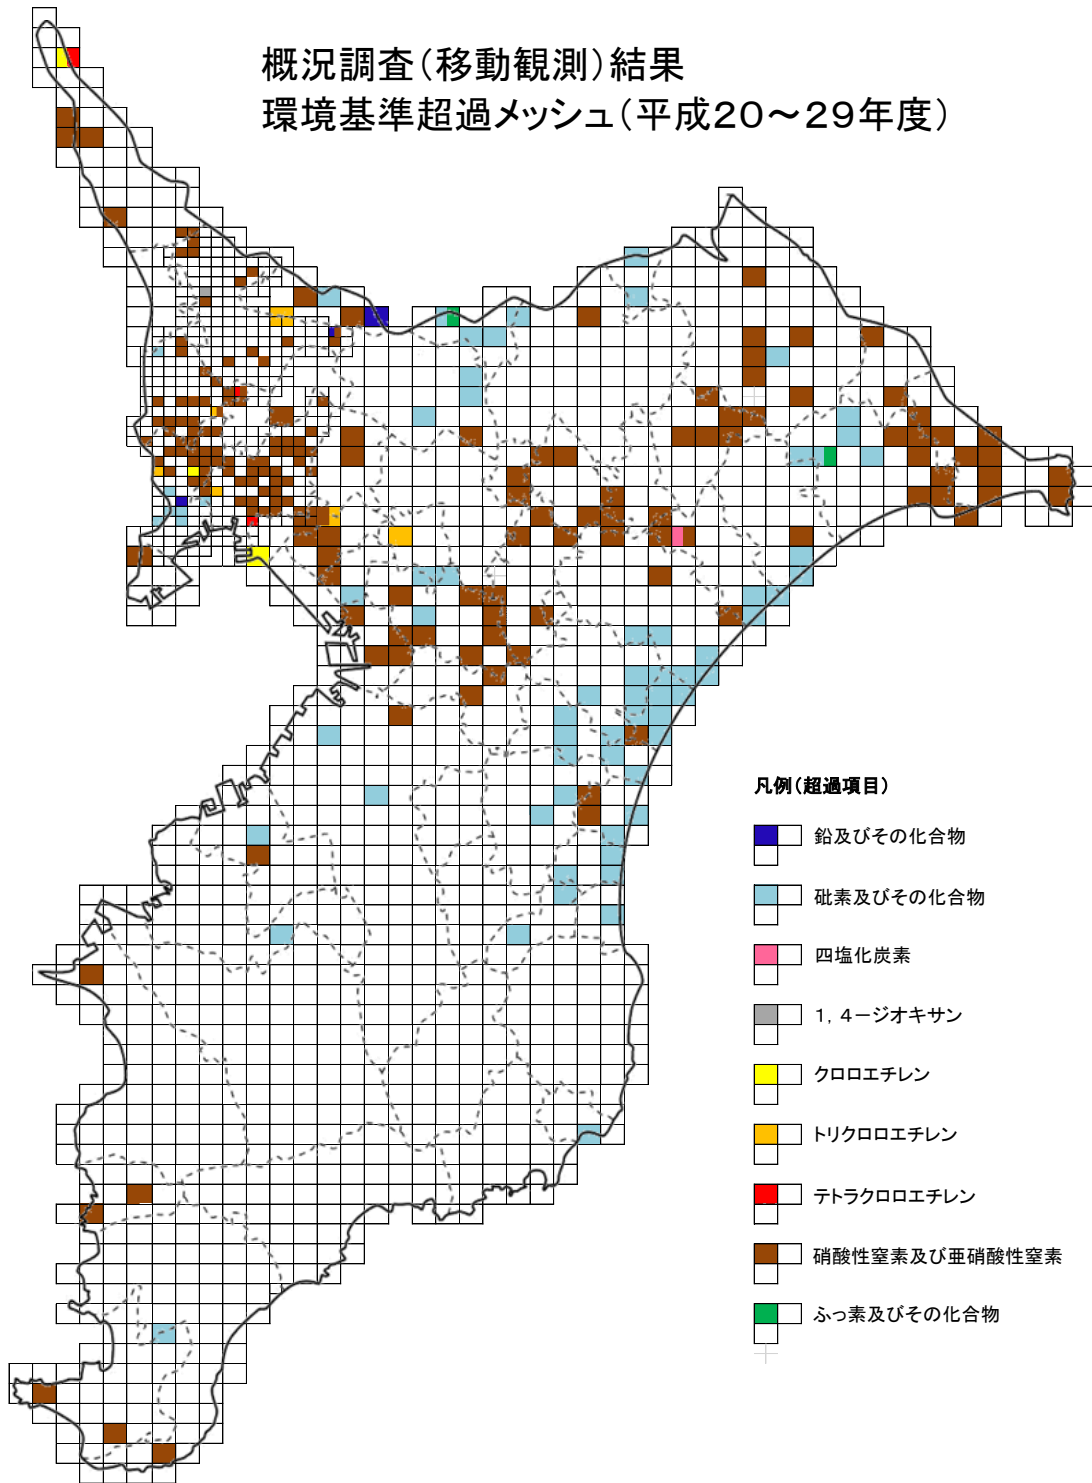 概況調査(移動観測)結果
環境基準超過メッシュ(平成20～29年度)
凡例(超過項目)
鉛及びその化合物
砒素及びその化合物
四塩化炭素
1,4－ジオキサン
クロロエチレン
トリクロロエチレン
テトラクロロエチレン
硝酸性窒素及び亜硝酸性窒素
ふっ素及びその化合物